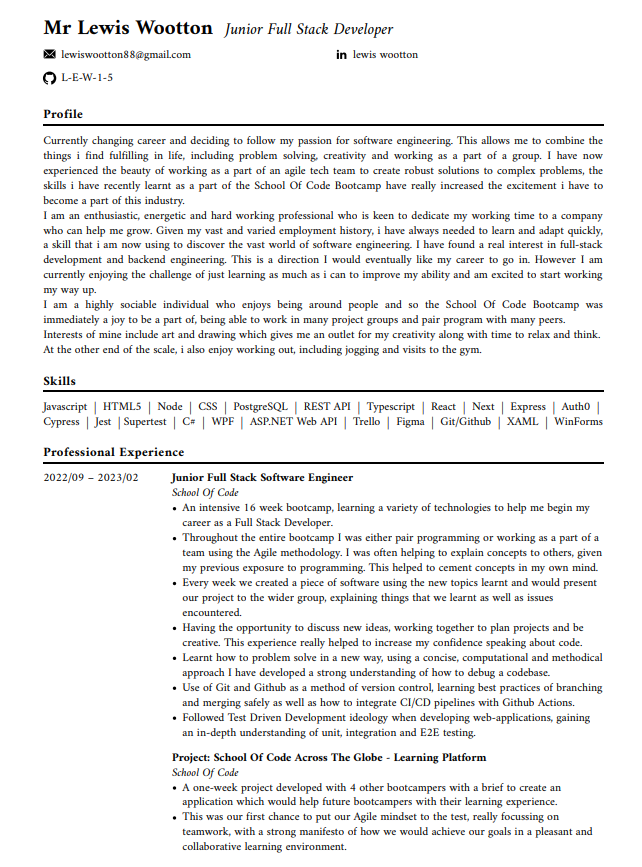 Mr Lewis Wootton Junior Full Stack Developer
lewiswootton88@gmail.com
lewis wootton
L-E-W-1-5
Profile
Currently changing career and deciding to follow my passion for software engineering. This allows me to combine the
things i find fulfilling in life, including problem solving, creativity and working as a part of a group. I have now
experienced the beauty of working as a part of an agile tech team to create robust solutions to complex problems, the
skills i have recently learnt as a part of the School Of Code Bootcamp have really increased the excitement i have to
become a part of this industry.
I am an enthusiastic, energetic and hard working professional who is keen to dedicate my working time to a company
who can help me grow. Given my vast and varied employment history, i have always needed to learn and adapt quickly,
a skill that i am now using to discover the vast world of software engineering. I have found a real interest in full-stack
development and backend engineering. This is a direction I would eventually like my career to go in. However I am
currently enjoying the challenge of just learning as much as i can to improve my ability and am excited to start working
my way up.
I am a highly sociable individual who enjoys being around people and so the School Of Code Bootcamp was
immediately a joy to be a part of, being able to work in many project groups and pair program with many peers.
Interests of mine include art and drawing which gives me an outlet for my creativity along with time to relax and think.
At the other end of the scale, i also enjoy working out, including jogging and visits to the gym.
Skills
Javascript | HTML5 | Node | CSS | PostgreSQL | REST API | Typescript | React | Next | Express | Auth0 |
Cypress | Jest | Supertest | C# | WPF | ASP.NET Web API | Trello | Figma | Git/Github | XAML | WinForms
Professional Experience
2022/09 – 2023/02
Junior Full Stack Software Engineer
School Of Code
• An intensive 16 week bootcamp, learning a variety of technologies to help me begin my
career as a Full Stack Developer.
• Throughout the entire bootcamp I was either pair programming or working as a part of a
team using the Agile methodology. I was often helping to explain concepts to others, given
my previous exposure to programming. This helped to cement concepts in my own mind.
• Every week we created a piece of software using the new topics learnt and would present
our project to the wider group, explaining things that we learnt as well as issues
encountered.
• Having the opportunity to discuss new ideas, working together to plan projects and be
creative. This experience really helped to increase my confidence speaking about code.
• Learnt how to problem solve in a new way, using a concise, computational and methodical
approach I have developed a strong understanding of how to debug a codebase.
• Use of Git and Github as a method of version control, learning best practices of branching
and merging safely as well as how to integrate CI/CD pipelines with Github Actions.
• Followed Test Driven Development ideology when developing web-applications, gaining
an in-depth understanding of unit, integration and E2E testing.
Project: School Of Code Across The Globe - Learning Platform
School Of Code
• A one-week project developed with 4 other bootcampers with a brief to create an
application which would help future bootcampers with their learning experience.
• This was our first chance to put our Agile mindset to the test, really focussing on
teamwork, with a strong manifesto of how we would achieve our goals in a pleasant and
collaborative learning environment.